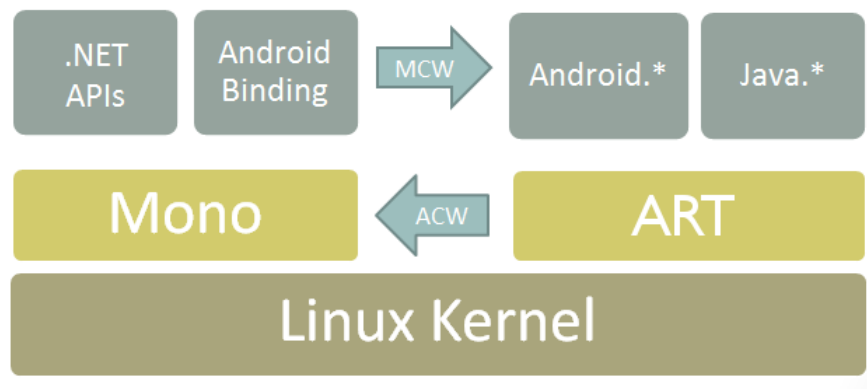 .NET
APIs
Android
Binding
MCW
Android.*
Java.*
Mono
ACW
ART
Linux Kernel